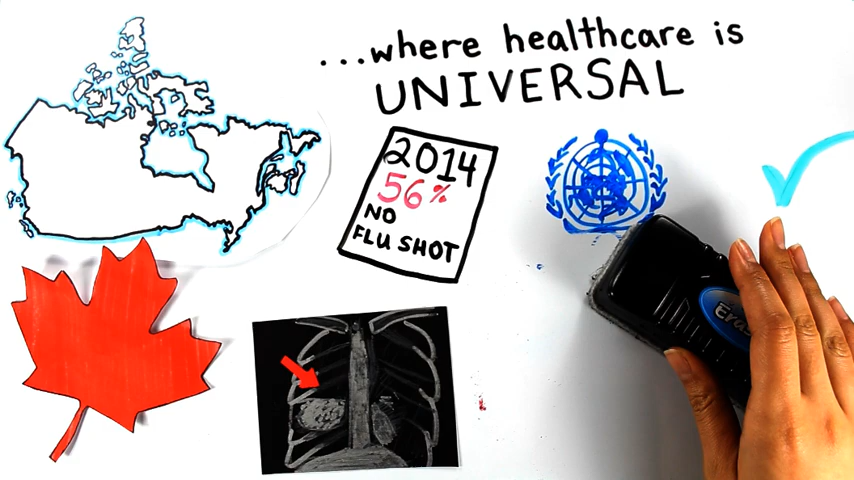 ...where healthcare is
UNIVERSAL
2014
56%
NO
FLU SHOT